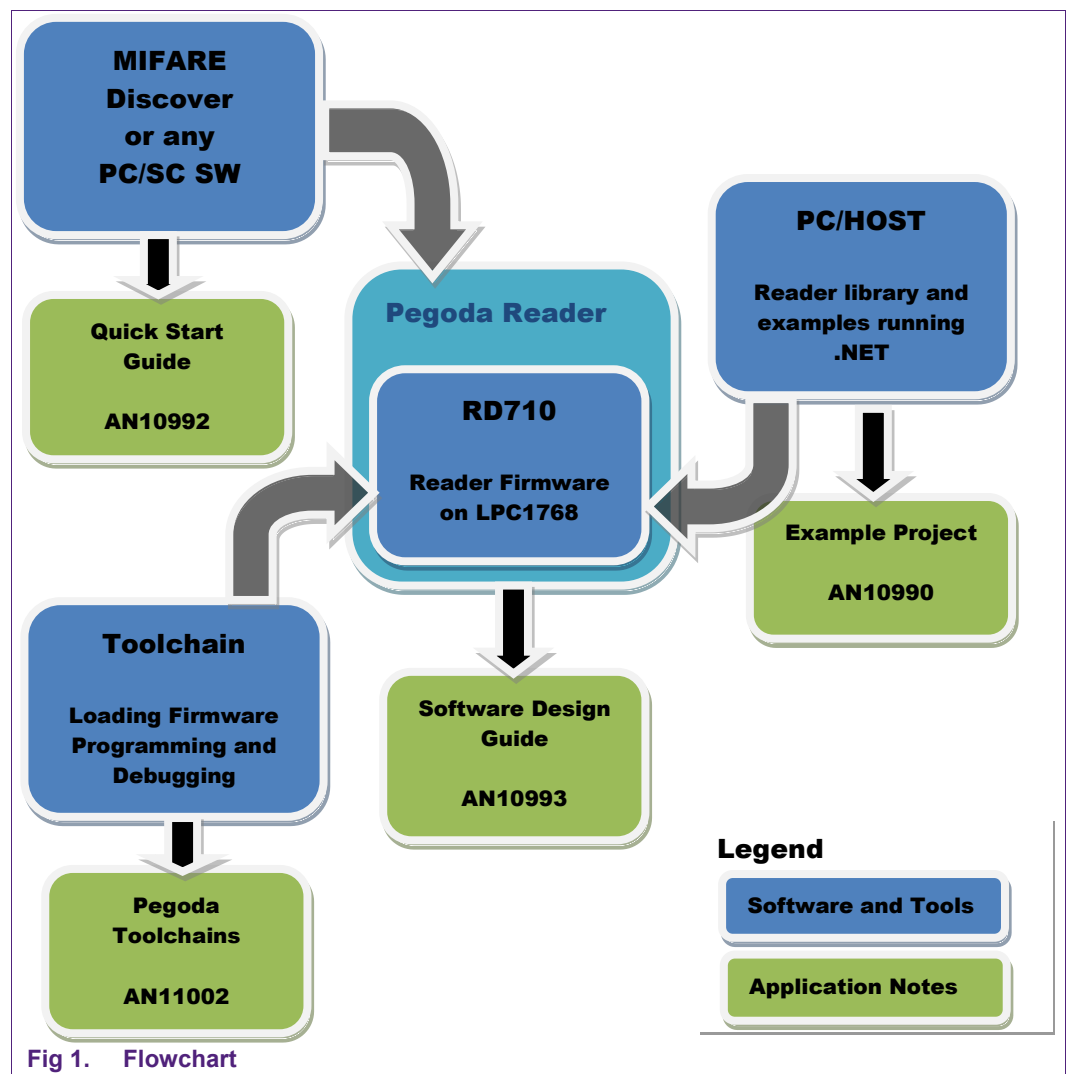 MIFARE
Discover
or any
PC/SC SW
Quick Start
Guide
AN10992
Pegoda Reader
RD710
Reader Firmware
on LPC1768
PC/HOST
Reader library and
examples running
.NET
Example Project
AN10990
Toolchain
Loading Firmware
Programming and
Debugging
Software Design
Guide
AN10993
Pegoda
Toolchains
AN11002
Legend
Software and Tools
Application Notes
Fig 1. Flowchart